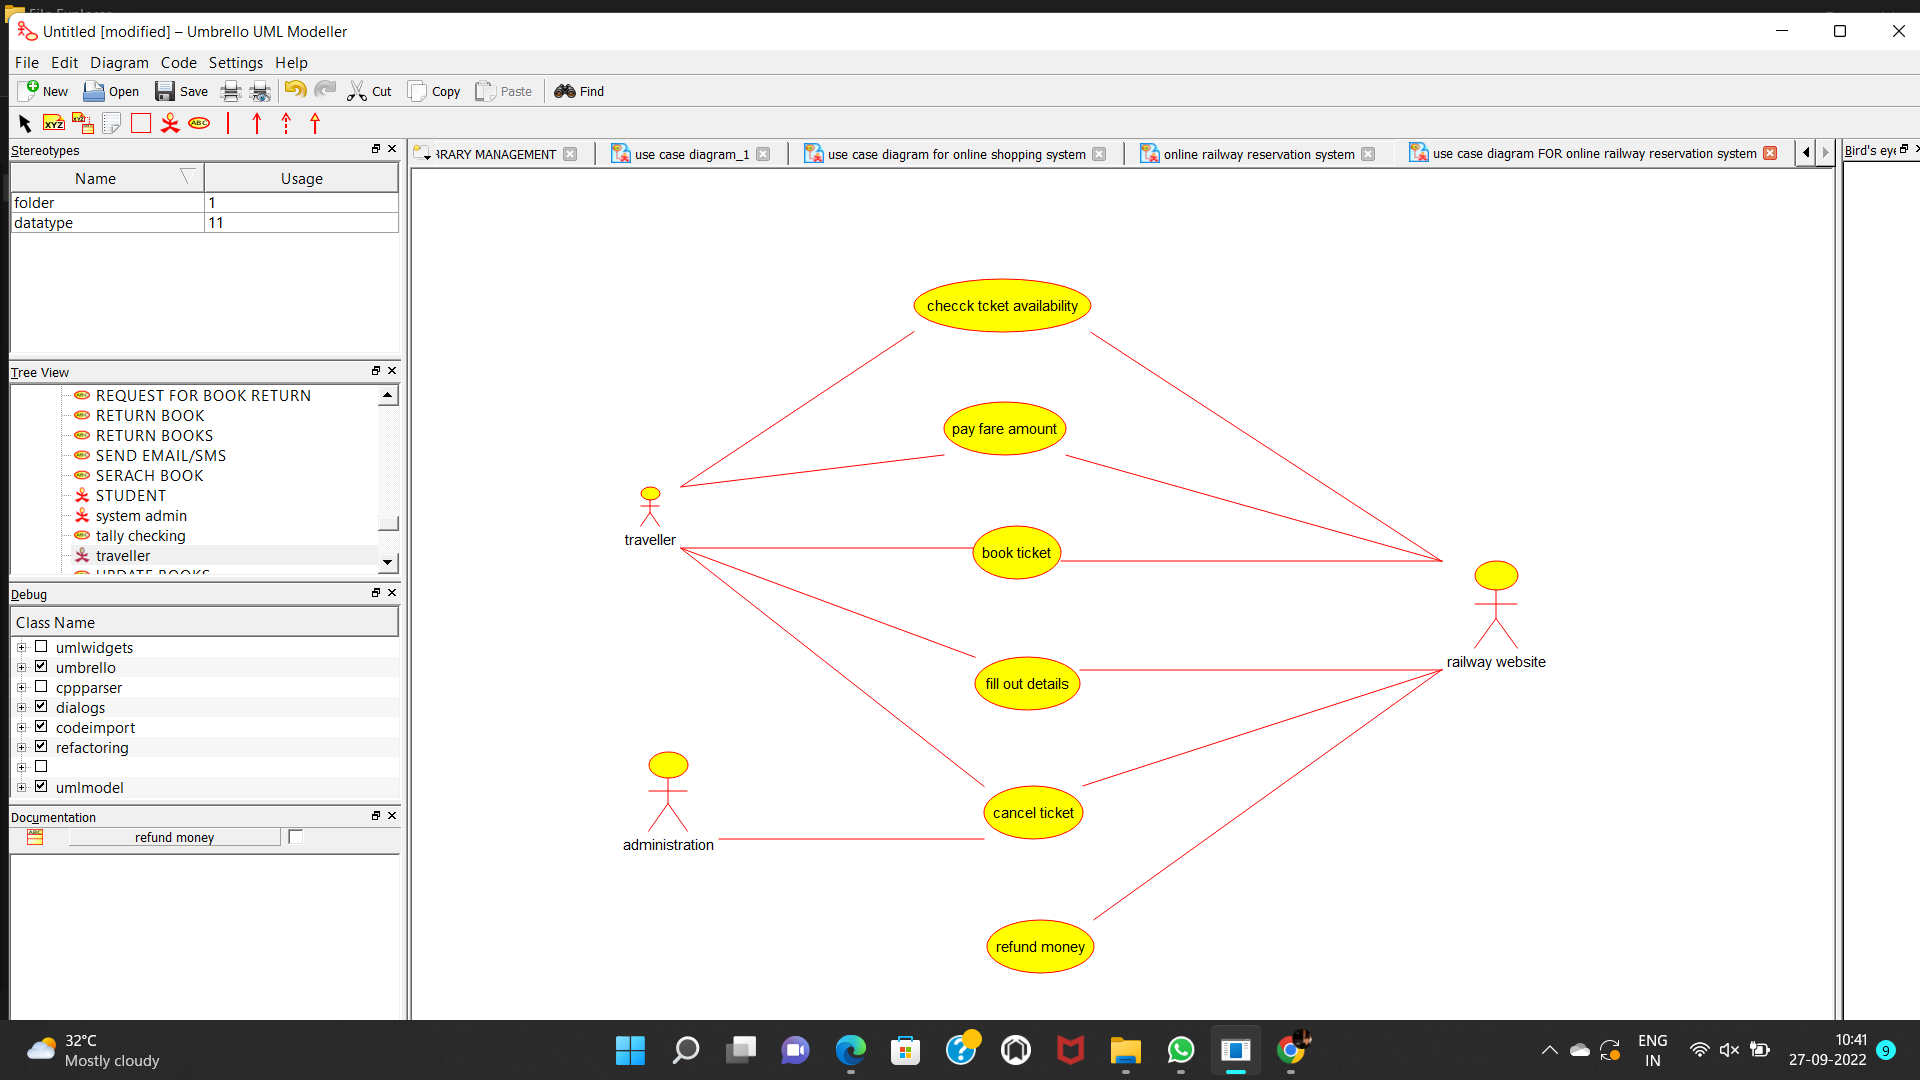 File Explorer
Untitled [modified] – Umbrello UML Modeller
File Edit Diagram Code Settings Help
New Open Save Cut Copy Paste Find
XYZ ABC
Stereotypes
Name Usage
folder 1
datatype 11
Tree View
REQUEST FOR BOOK RETURN
RETURN BOOK
RETURN BOOKS
SEND EMAIL/SMS
SERACH BOOK
STUDENT
system admin
tally checking
traveller
UPDATE BOOKS
Debug
Class Name
umlwidgets
umbrello
cppparser
dialogs
codeimport
refactoring
umlmodel
Documentation
refund money
RARY MANAGEMENT use case diagram_1 use case diagram for online shopping system online railway reservation system use case diagram FOR online railway reservation system
Bird's eye
checck tcket availability
pay fare amount
traveller
book ticket
railway website
fill out details
cancel ticket
administration
refund money
32°C
Mostly cloudy
ENG
IN
10:41
27-09-2022
9